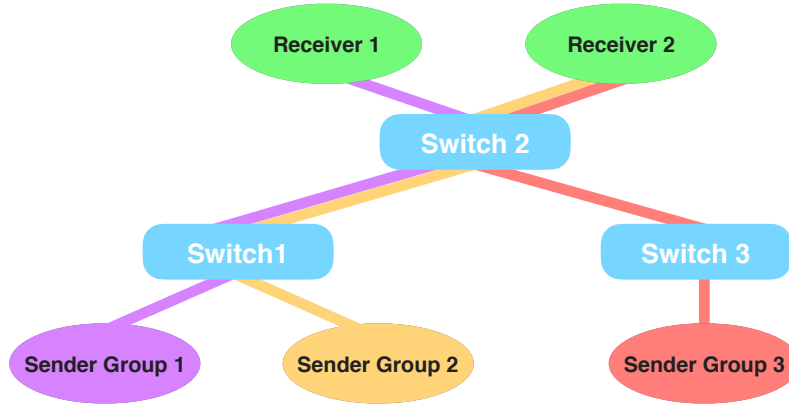 Receiver 1
Receiver 2
Switch 2
Switch1
Switch 3
Sender Group 1
Sender Group 2
Sender Group 3